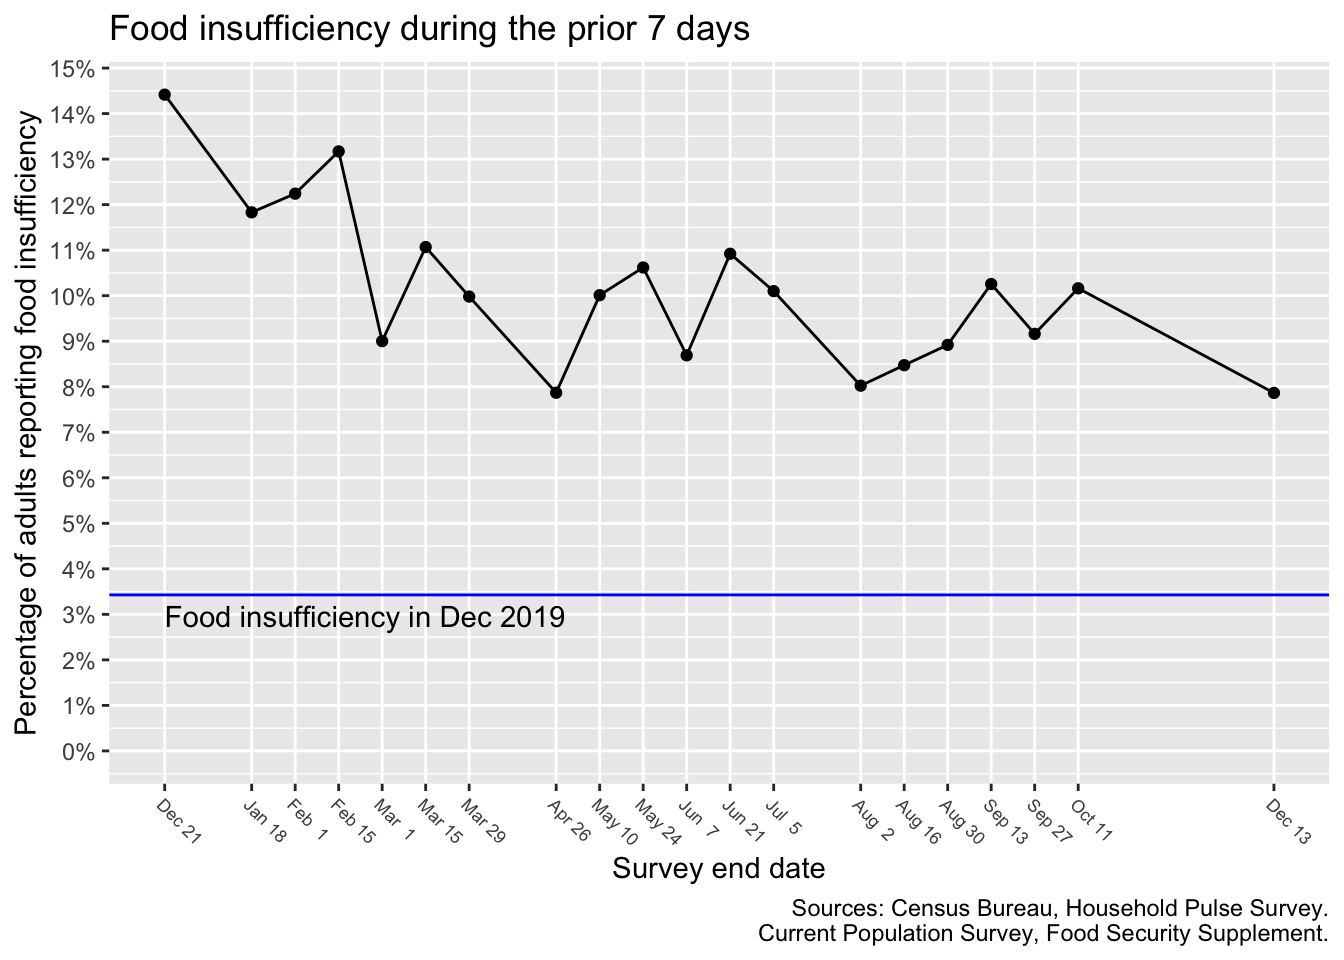 Food insufficiency during the prior 7 days
Percentage of adults reporting food insufficiency
15%
14%
13%
12%
11%
10%
9%
8%
7%
6%
5%
4%
3%
2%
1%
0%
Food insufficiency in Dec 2019
Dec 21
Jan 18
Feb 1
Feb 15
Mar 1
Mar 15
Mar 29
Apr 26
May 10
May 24
Jun 7
Jun 21
Jul 5
Aug 2
Aug 16
Aug 30
Sep 13
Sep 27
Oct 11
Dec 13
Survey end date
Sources: Census Bureau, Household Pulse Survey.
Current Population Survey, Food Security Supplement.